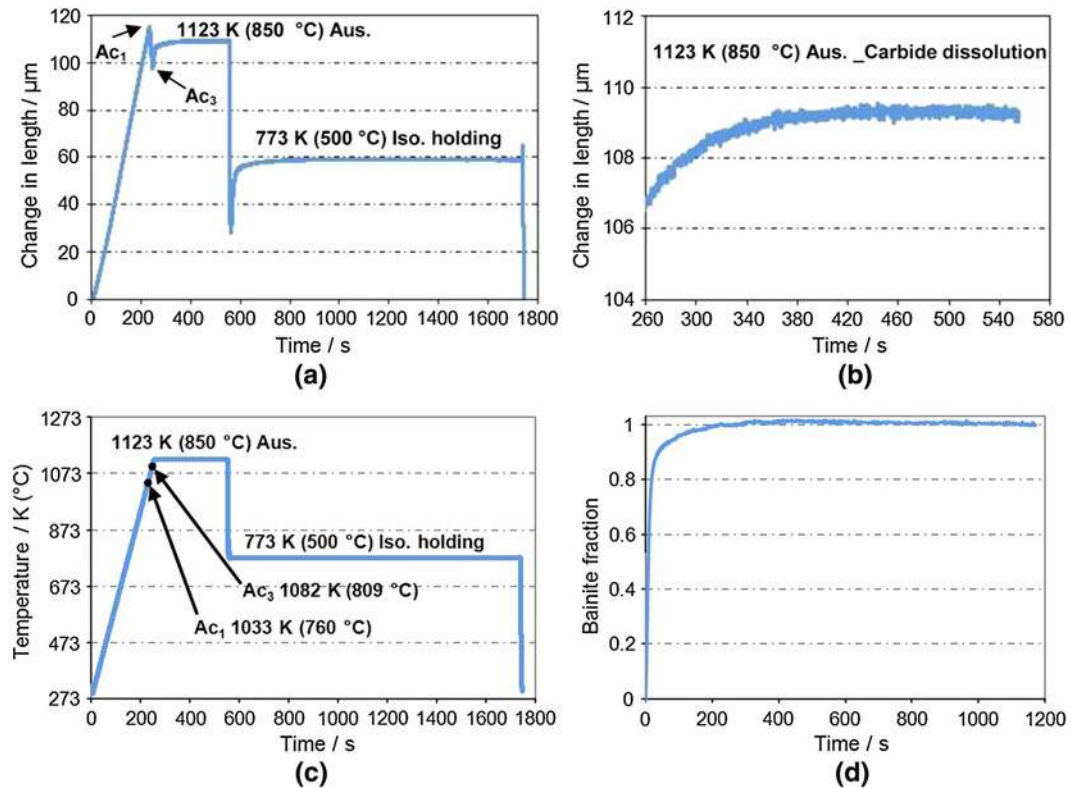 120
100
80
60
40
20
0
Change in length / µm
1123 K (850 °C) Aus.
Ac1
Ac3
773 K (500 °C) Iso. holding
0 200 400 600 800 1000 1200 1400 1600 1800
Time / s
(a)
112
110
108
106
104
Change in length / µm
1123 K (850 °C) Aus. _Carbide dissolution
260 300 340 380 420 460 500 540 580
Time / s
(b)
1273
1073
873
673
473
273
Temperature / K (°C)
1123 K (850 °C) Aus.
773 K (500 °C) Iso. holding
Ac3 1082 K (809 °C)
Ac1 1033 K (760 °C)
0 200 400 600 800 1000 1200 1400 1600 1800
Time / s
(c)
1
0.8
0.6
0.4
0.2
0
Bainite fraction
0 200 400 600 800 1000 1200
Time / s
(d)